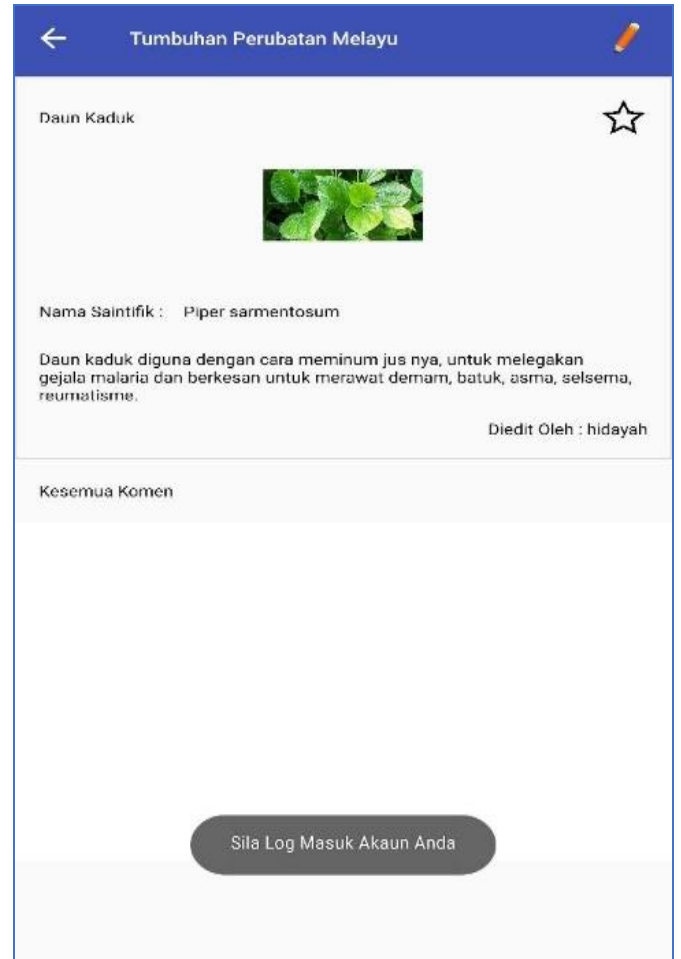 Tumbuhan Perubatan Melayu
Daun Kaduk
Nama Saintifik : Piper sarmentosum
Daun kaduk diguna dengan cara meminum jus nya, untuk melegakan
gejala malaria dan berkesan untuk merawat demam, batuk, asma, selsema,
reumatisme.
Diedit Oleh : hidayah
Kesemua Komen
Sila Log Masuk Akaun Anda